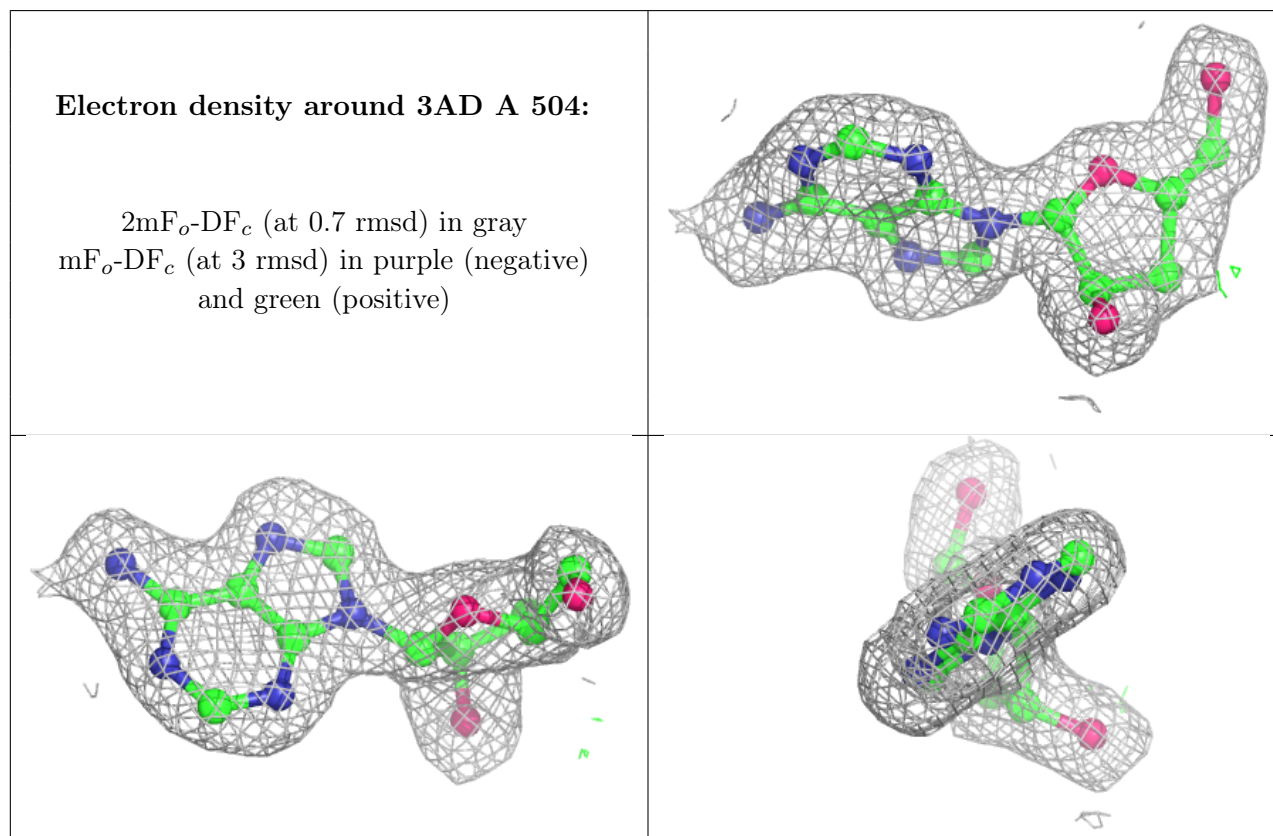 Electron density around 3AD A 504:
2mFₒ-DF𝒸 (at 0.7 rmsd) in gray
mFₒ-DF𝒸 (at 3 rmsd) in purple (negative)
and green (positive)